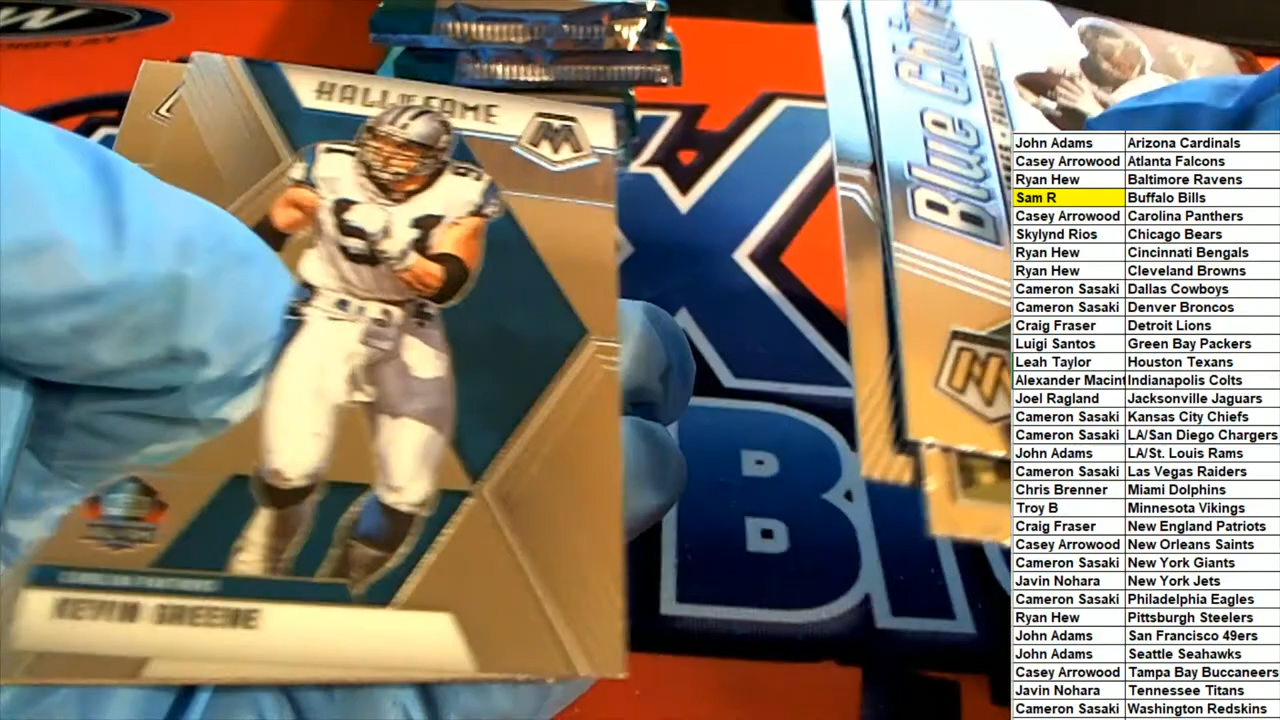 HALL OF FAME
M
91
CAROLINA PANTHERS
KEVIN GREENE
Blue Chips
FALCONS
BR
John Adams Arizona Cardinals
Casey Arrowood Atlanta Falcons
Ryan Hew Baltimore Ravens
Sam R Buffalo Bills
Casey Arrowood Carolina Panthers
Skylynd Rios Chicago Bears
Ryan Hew Cincinnati Bengals
Ryan Hew Cleveland Browns
Cameron Sasaki Dallas Cowboys
Cameron Sasaki Denver Broncos
Craig Fraser Detroit Lions
Luigi Santos Green Bay Packers
Leah Taylor Houston Texans
Alexander Macint Indianapolis Colts
Joel Ragland Jacksonville Jaguars
Cameron Sasaki Kansas City Chiefs
Cameron Sasaki LA/San Diego Chargers
John Adams LA/St. Louis Rams
Cameron Sasaki Las Vegas Raiders
Chris Brenner Miami Dolphins
Troy B Minnesota Vikings
Craig Fraser New England Patriots
Casey Arrowood New Orleans Saints
Cameron Sasaki New York Giants
Javin Nohara New York Jets
Cameron Sasaki Philadelphia Eagles
Ryan Hew Pittsburgh Steelers
John Adams San Francisco 49ers
John Adams Seattle Seahawks
Casey Arrowood Tampa Bay Buccaneers
Javin Nohara Tennessee Titans
Cameron Sasaki Washington Redskins